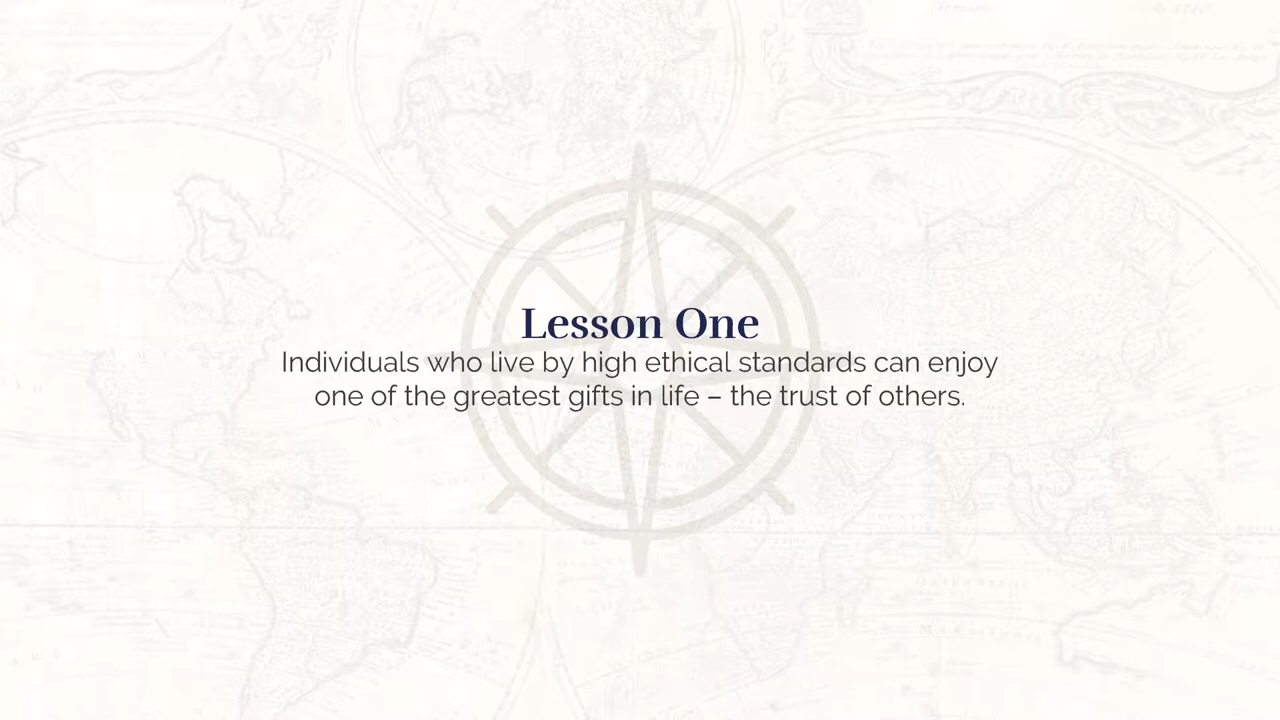 Lesson One
Individuals who live by high ethical standards can enjoy
one of the greatest gifts in life – the trust of others.